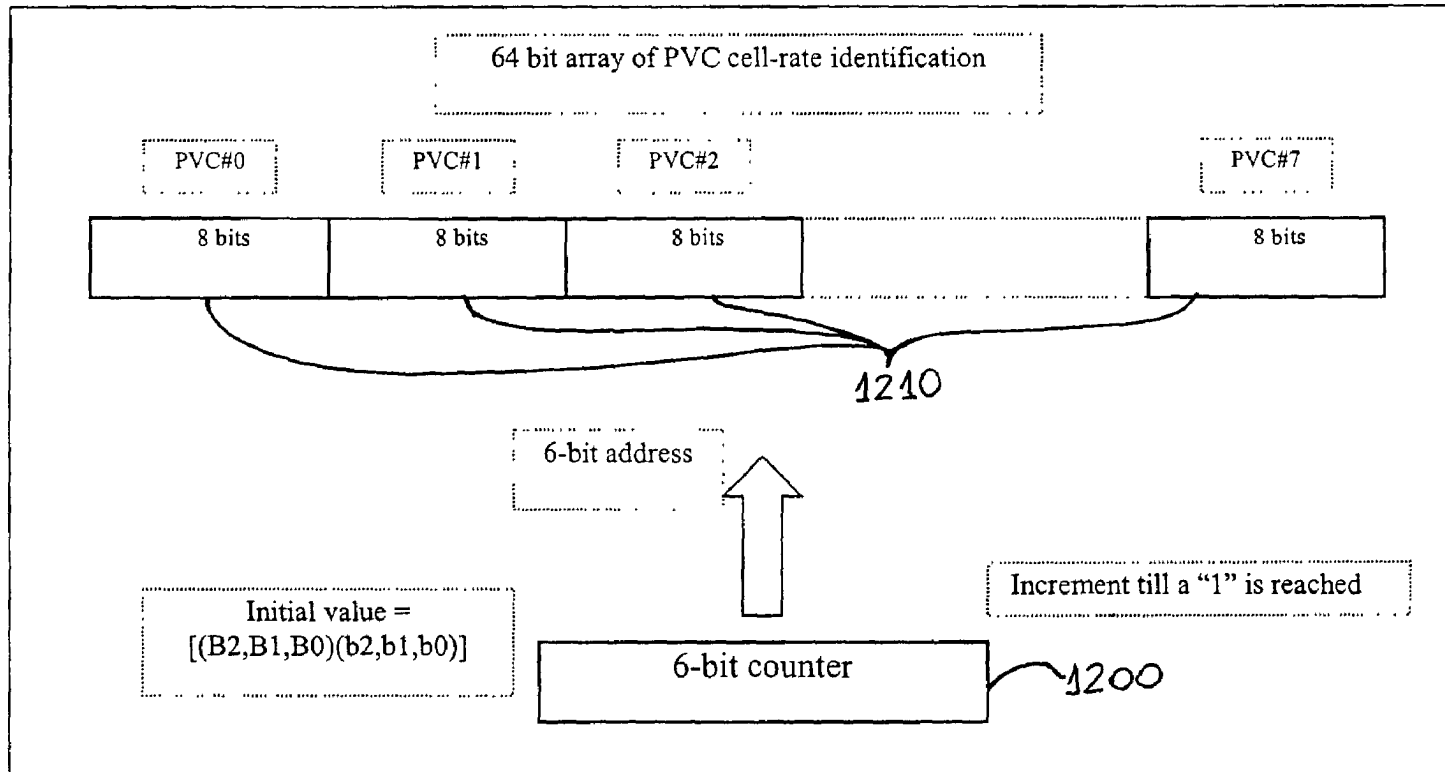 64 bit array of PVC cell-rate identification
PVC#0 PVC#1 PVC#2 PVC#7
8 bits 8 bits 8 bits 8 bits
1210
6-bit address
Increment till a “1” is reached
Initial value =
[(B2,B1,B0)(b2,b1,b0)]
6-bit counter
1200